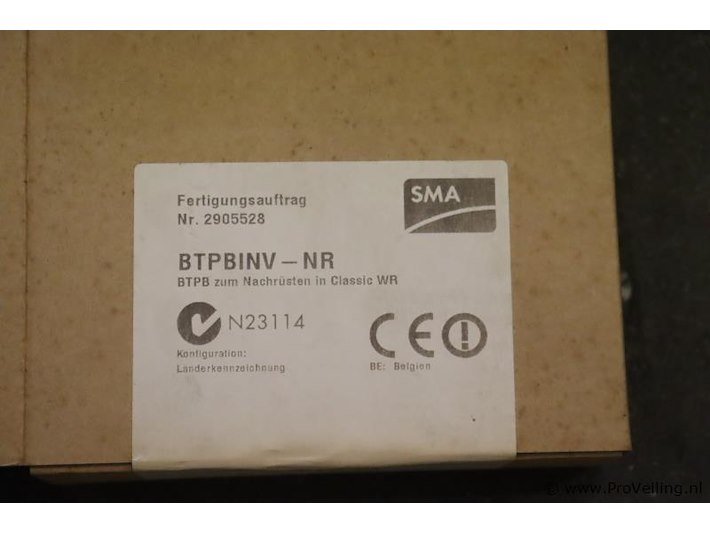 Fertigungsauftrag
Nr. 2905528
SMA
BTPBINV – NR
BTPB zum Nachrüsten in Classic WR
N23114
CE
Konfiguration:
Länderkennzeichnung
BE: Belgien
© www.ProVeiling.nl